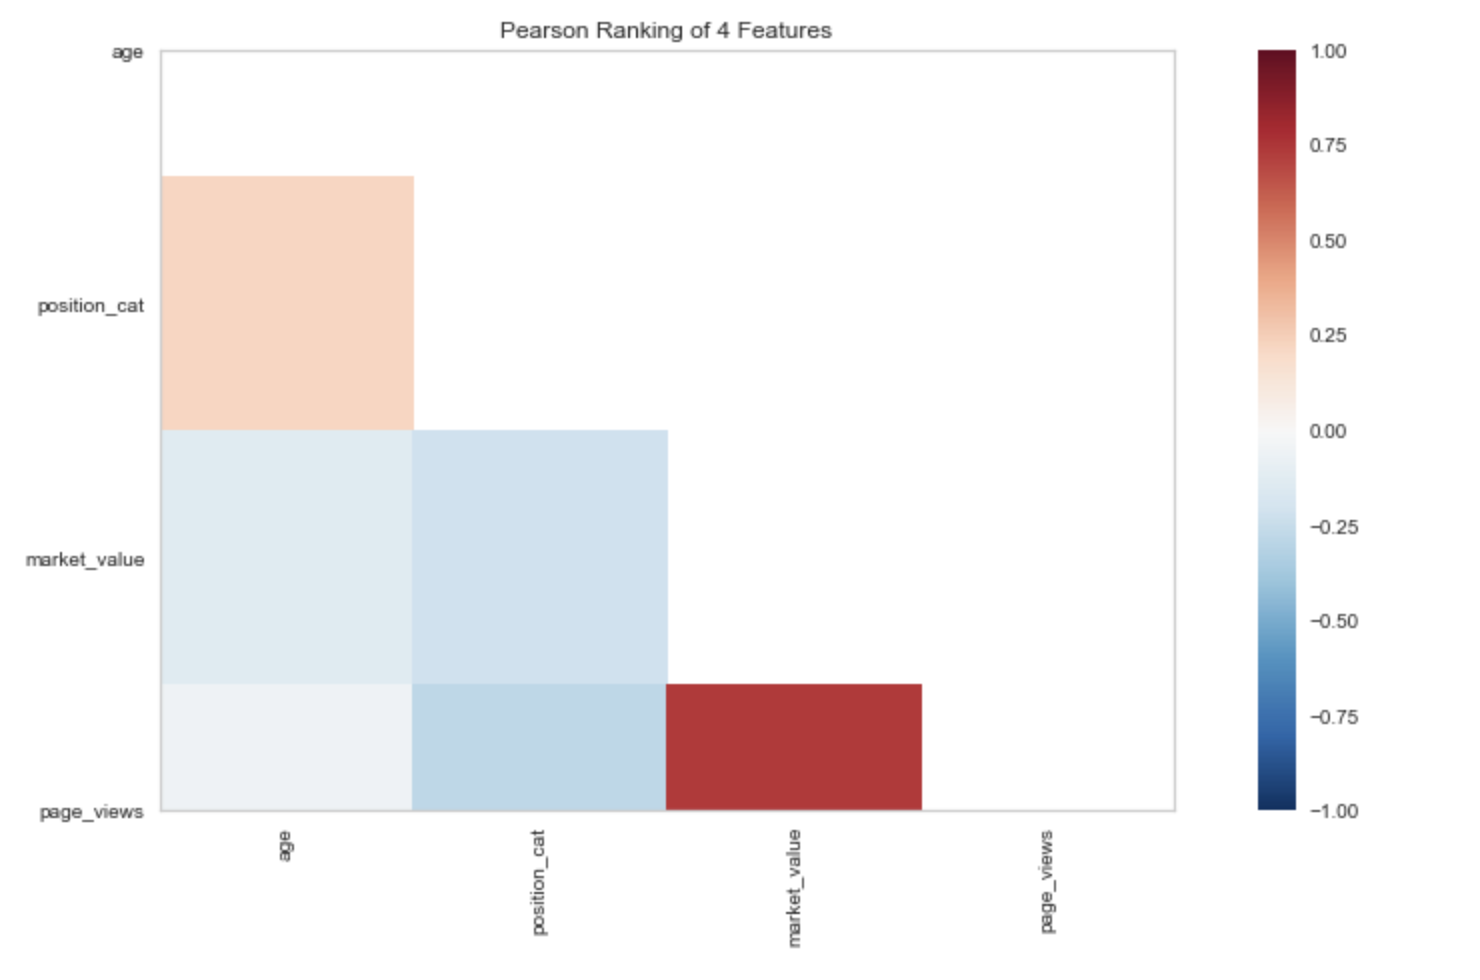 Pearson Ranking of 4 Features
age
position_cat
market_value
page_views
age
position_cat
market_value
page_views
1.00
0.75
0.50
0.25
0.00
−0.25
−0.50
−0.75
−1.00